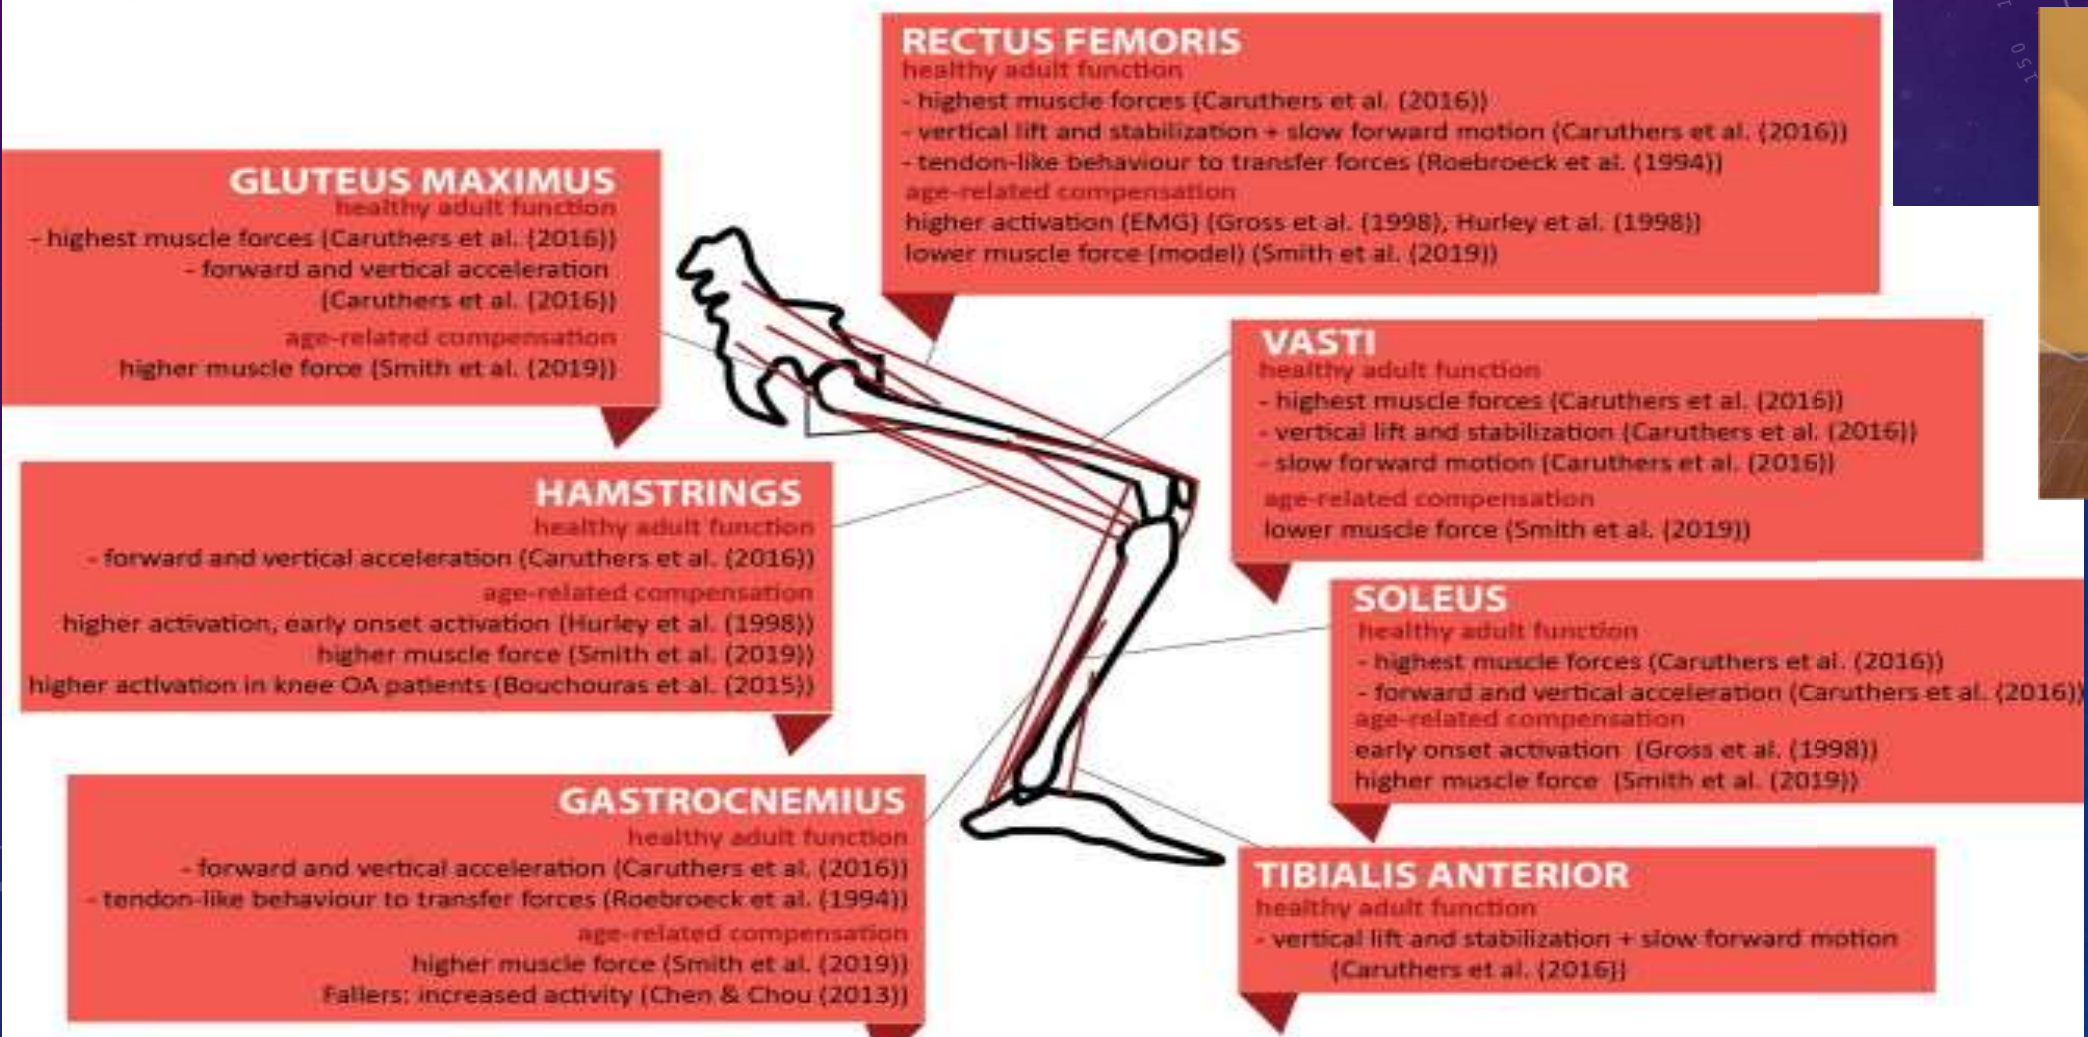 RECTUS FEMORIS
healthy adult function
- highest muscle forces (Caruthers et al. (2016))
- vertical lift and stabilization + slow forward motion (Caruthers et al. (2016))
- tendon-like behaviour to transfer forces (Roebroeck et al. (1994))
age-related compensation
higher activation (EMG) (Gross et al. (1998), Hurley et al. (1998))
lower muscle force (model) (Smith et al. (2019))
GLUTEUS MAXIMUS
healthy adult function
- highest muscle forces (Caruthers et al. (2016))
- forward and vertical acceleration
(Caruthers et al. (2016))
age-related compensation
higher muscle force (Smith et al. (2019))
VASTI
healthy adult function
- highest muscle forces (Caruthers et al. (2016))
- vertical lift and stabilization (Caruthers et al. (2016))
- slow forward motion (Caruthers et al. (2016))
age-related compensation
lower muscle force (Smith et al. (2019))
HAMSTRINGS
healthy adult function
- forward and vertical acceleration (Caruthers et al. (2016))
age-related compensation
higher activation, early onset activation (Hurley et al. (1998))
higher muscle force (Smith et al. (2019))
higher activation in knee OA patients (Bouchouras et al. (2015))
SOLEUS
healthy adult function
- highest muscle forces (Caruthers et al. (2016))
- forward and vertical acceleration (Caruthers et al. (2016))
age-related compensation
early onset activation (Gross et al. (1998))
higher muscle force (Smith et al. (2019))
GASTROCNEMIUS
healthy adult function
- forward and vertical acceleration (Caruthers et al. (2016))
- tendon-like behaviour to transfer forces (Roebroeck et al. (1994))
age-related compensation
higher muscle force (Smith et al. (2019))
Fallers: increased activity (Chen & Chou (2013))
TIBIALIS ANTERIOR
healthy adult function
- vertical lift and stabilization + slow forward motion
(Caruthers et al. (2016))
150